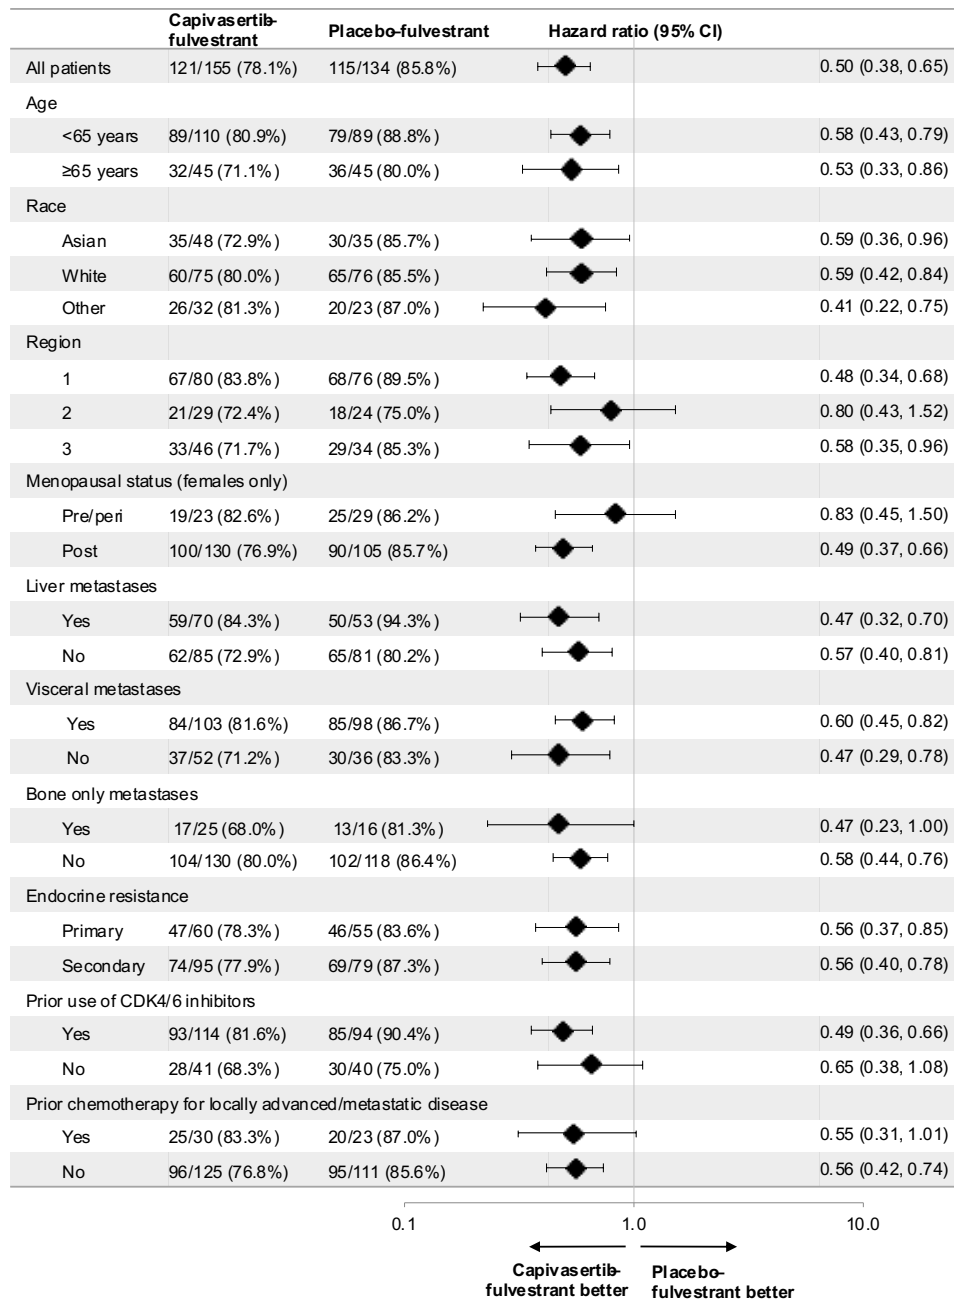 Capivasertib-fulvestrant Placebo-fulvestrant Hazard ratio (95% CI)
All patients 121/155 (78.1%) 115/134 (85.8%) 0.50 (0.38, 0.65)
Age
<65 years 89/110 (80.9%) 79/89 (88.8%) 0.58 (0.43, 0.79)
≥65 years 32/45 (71.1%) 36/45 (80.0%) 0.53 (0.33, 0.86)
Race
Asian 35/48 (72.9%) 30/35 (85.7%) 0.59 (0.36, 0.96)
White 60/75 (80.0%) 65/76 (85.5%) 0.59 (0.42, 0.84)
Other 26/32 (81.3%) 20/23 (87.0%) 0.41 (0.22, 0.75)
Region
1 67/80 (83.8%) 68/76 (89.5%) 0.48 (0.34, 0.68)
2 21/29 (72.4%) 18/24 (75.0%) 0.80 (0.43, 1.52)
3 33/46 (71.7%) 29/34 (85.3%) 0.58 (0.35, 0.96)
Menopausal status (females only)
Pre/peri 19/23 (82.6%) 25/29 (86.2%) 0.83 (0.45, 1.50)
Post 100/130 (76.9%) 90/105 (85.7%) 0.49 (0.37, 0.66)
Liver metastases
Yes 59/70 (84.3%) 50/53 (94.3%) 0.47 (0.32, 0.70)
No 62/85 (72.9%) 65/81 (80.2%) 0.57 (0.40, 0.81)
Visceral metastases
Yes 84/103 (81.6%) 85/98 (86.7%) 0.60 (0.45, 0.82)
No 37/52 (71.2%) 30/36 (83.3%) 0.47 (0.29, 0.78)
Bone only metastases
Yes 17/25 (68.0%) 13/16 (81.3%) 0.47 (0.23, 1.00)
No 104/130 (80.0%) 102/118 (86.4%) 0.58 (0.44, 0.76)
Endocrine resistance
Primary 47/60 (78.3%) 46/55 (83.6%) 0.56 (0.37, 0.85)
Secondary 74/95 (77.9%) 69/79 (87.3%) 0.56 (0.40, 0.78)
Prior use of CDK4/6 inhibitors
Yes 93/114 (81.6%) 85/94 (90.4%) 0.49 (0.36, 0.66)
No 28/41 (68.3%) 30/40 (75.0%) 0.65 (0.38, 1.08)
Prior chemotherapy for locally advanced/metastatic disease
Yes 25/30 (83.3%) 20/23 (87.0%) 0.55 (0.31, 1.01)
No 96/125 (76.8%) 95/111 (85.6%) 0.56 (0.42, 0.74)
0.1 1.0 10.0
Capivasertib- Placebo-
fulvestrant better fulvestrant better